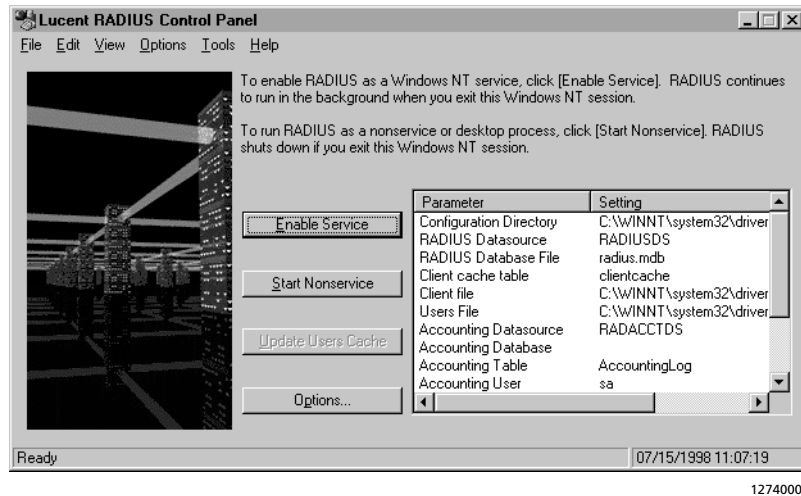 Lucent RADIUS Control Panel
File Edit View Options Tools Help
To enable RADIUS as a Windows NT service, click [Enable Service]. RADIUS continues
to run in the background when you exit this Windows NT session.
To run RADIUS as a nonservice or desktop process, click [Start Nonservice]. RADIUS
shuts down if you exit this Windows NT session.
Enable Service
Start Nonservice
Update Users Cache
Options...
Parameter Setting
Configuration Directory C:\WINNT\system32\driver
RADIUS Datasource RADIUSDS
RADIUS Database File radius.mdb
Client cache table clientcache
Client file C:\WINNT\system32\driver
Users File C:\WINNT\system32\driver
Accounting Datasource RADACCTDS
Accounting Database
Accounting Table AccountingLog
Accounting User sa
Ready 07/15/1998 11:07:19
1274000